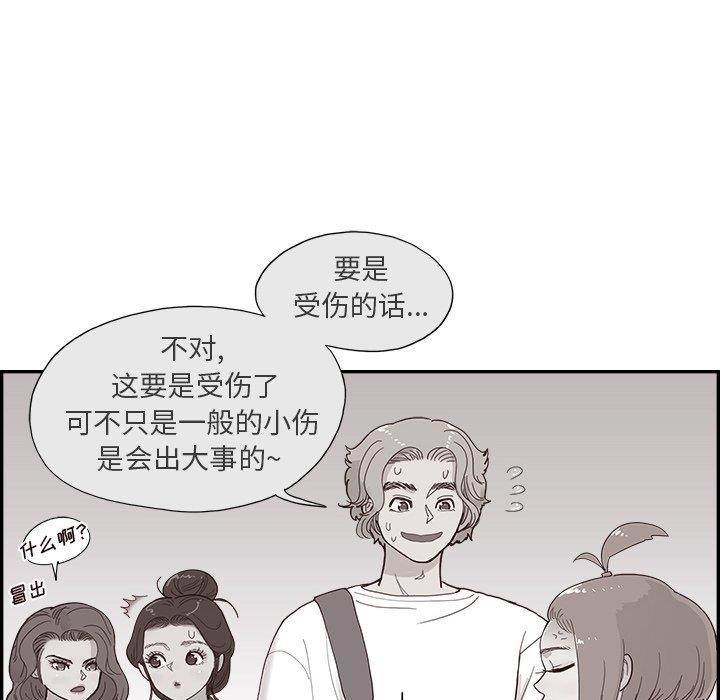 要是
受伤的话...
不对,
这要是受伤了
可不只是一般的小伤
是会出大事的~
什么啊?
冒出